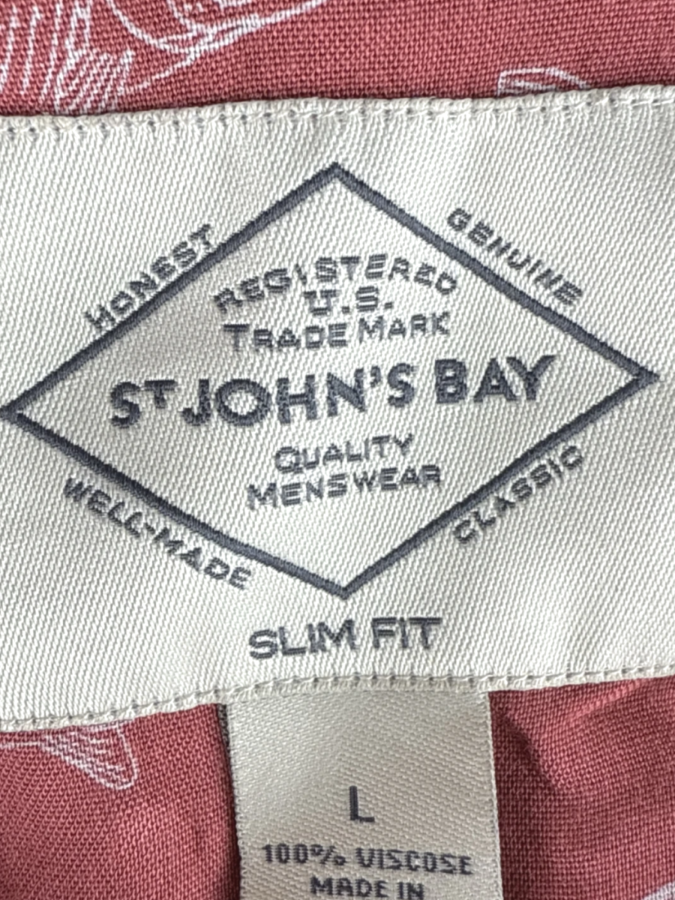 HONEST
GENUINE
REGISTERED
U.S.
TRADE MARK
ST JOHN'S BAY
QUALITY
MENSWEAR
WELL-MADE
CLASSIC
SLIM FIT
L
100% VISCOSE
MADE IN